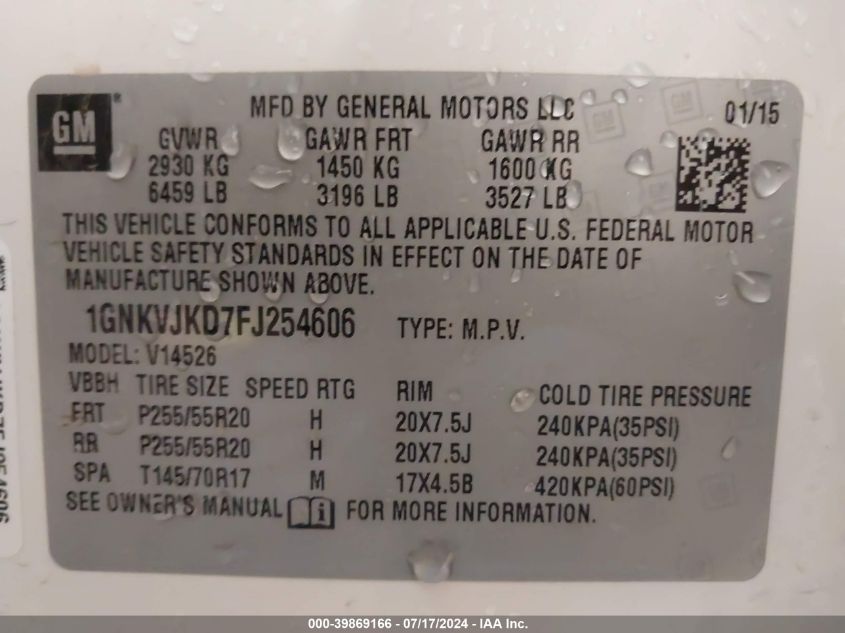 GM
MFD BY GENERAL MOTORS LLC 01/15
GVWR GAWR FRT GAWR RR
2930 KG 1450 KG 1600 KG
6459 LB 3196 LB 3527 LB
THIS VEHICLE CONFORMS TO ALL APPLICABLE U.S. FEDERAL MOTOR
VEHICLE SAFETY STANDARDS IN EFFECT ON THE DATE OF
MANUFACTURE SHOWN ABOVE.
1GNKVJKD7FJ254606 TYPE: M.P.V.
MODEL: V14526
VBBH TIRE SIZE SPEED RTG RIM COLD TIRE PRESSURE
FRT P255/55R20 H 20X7.5J 240KPA(35PSI)
RR P255/55R20 H 20X7.5J 240KPA(35PSI)
SPA T145/70R17 M 17X4.5B 420KPA(60PSI)
SEE OWNER'S MANUAL FOR MORE INFORMATION.
000-39869166 - 07/17/2024 - IAA Inc.